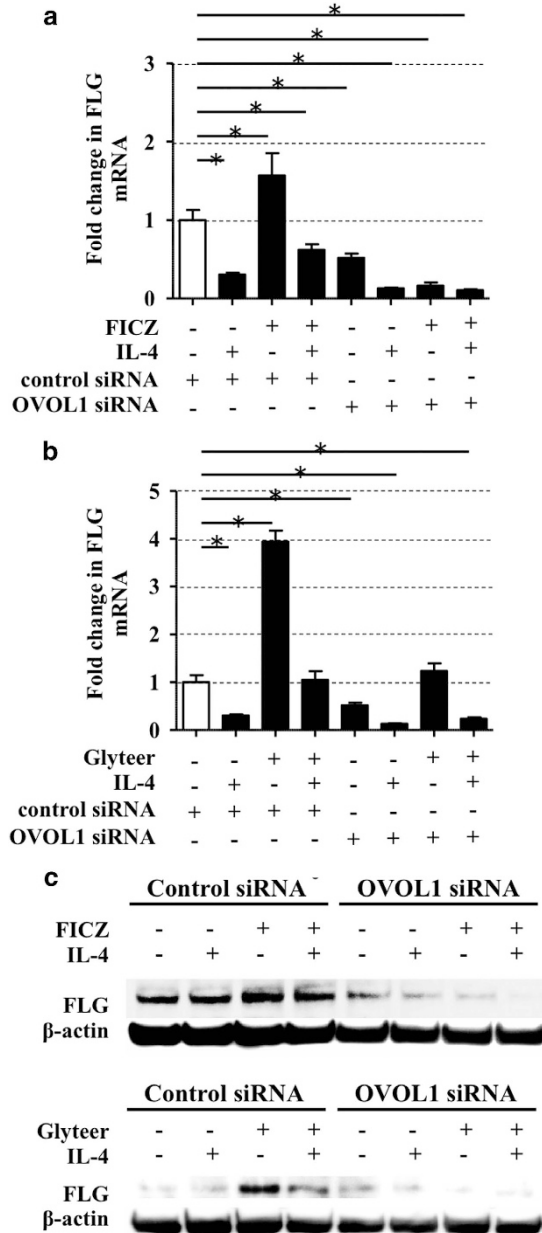 a
* * * * * * *
3
2
1
0
Fold change in FLG
mRNA
FICZ - - + + - - + +
IL-4 - + - + - + - +
control siRNA + + + + - - - -
OVOL1 siRNA - - - - + + + +
b
* * * * *
5
4
3
2
1
0
Fold change in FLG
mRNA
Glyteer - - + + - - + +
IL-4 - + - + - + - +
control siRNA + + + + - - - -
OVOL1 siRNA - - - - + + + +
c
Control siRNA OVOL1 siRNA
FICZ - - + + - - + +
IL-4 - + - + - + - +
FLG
β-actin
Control siRNA OVOL1 siRNA
Glyteer - - + + - - + +
IL-4 - + - + - + - +
FLG
β-actin